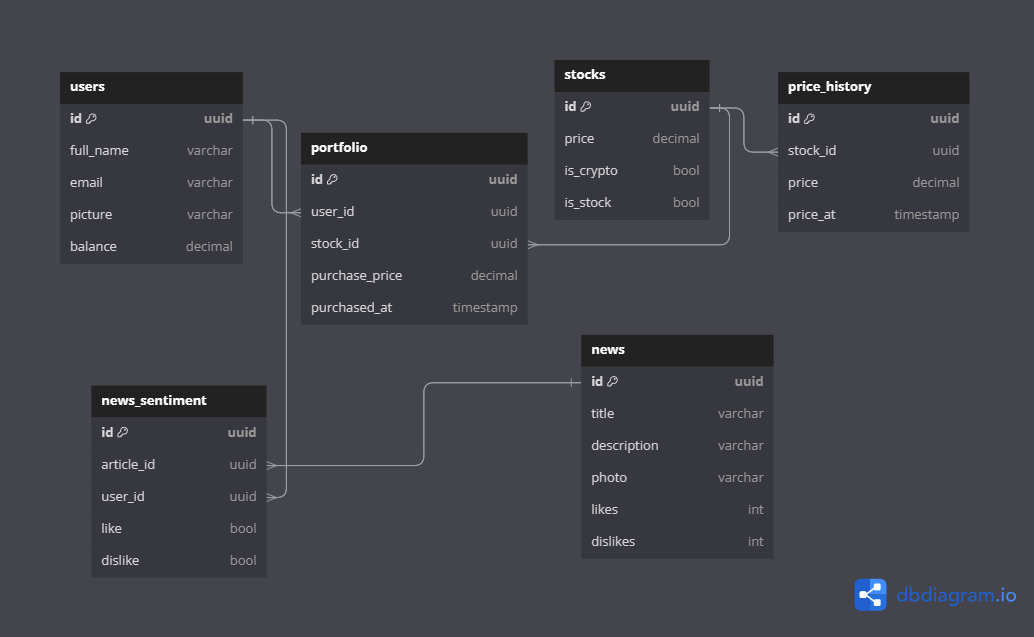 users
id uuid
full_name varchar
email varchar
picture varchar
balance decimal
portfolio
id uuid
user_id uuid
stock_id uuid
purchase_price decimal
purchased_at timestamp
stocks
id uuid
price decimal
is_crypto bool
is_stock bool
price_history
id uuid
stock_id uuid
price decimal
price_at timestamp
news_sentiment
id uuid
article_id uuid
user_id uuid
like bool
dislike bool
news
id uuid
title varchar
description varchar
photo varchar
likes int
dislikes int
dbdiagram.io